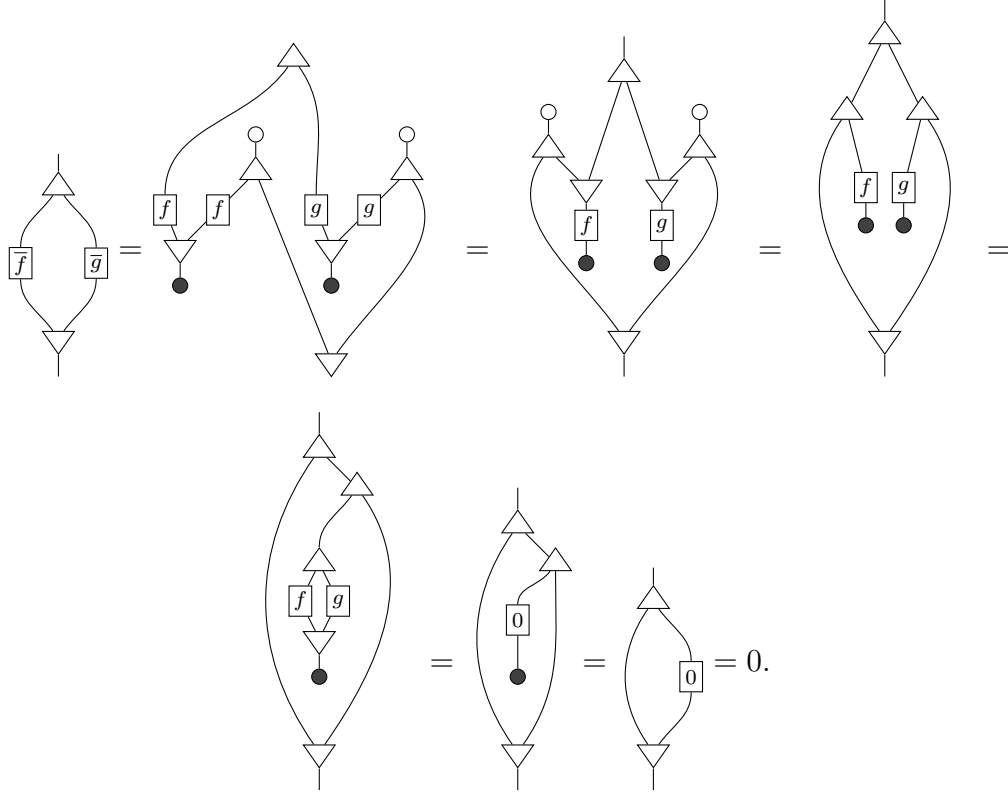 f̅ g̅ = f f g g = f g = f g =
f g = 0 = 0 = 0.